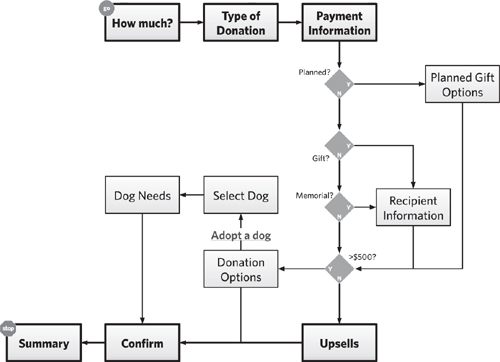 go
How much?
Type of
Donation
Payment
Information
Planned?
Y
N
Planned Gift
Options
Gift?
Y
N
Memorial?
Y
N
Recipient
Information
Dog Needs
Select Dog
Adopt a dog
Donation
Options
>$500?
Y
N
stop
Summary
Confirm
Upsells